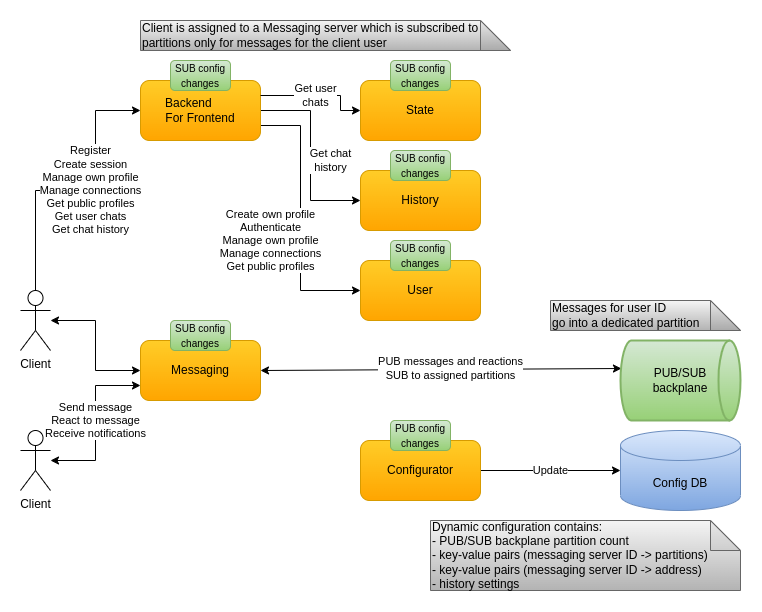 Client is assigned to a Messaging server which is subscribed to
partitions only for messages for the client user
SUB config
changes
Backend
For Frontend
Get user
chats
SUB config
changes
State
Register
Create session
Manage own profile
Manage connections
Get public profiles
Get user chats
Get chat history
Get chat
history
SUB config
changes
History
Create own profile
Authenticate
Manage own profile
Manage connections
Get public profiles
SUB config
changes
User
Client
Messages for user ID
go into a dedicated partition
SUB config
changes
Messaging
PUB messages and reactions
SUB to assigned partitions
PUB/SUB
backplane
Send message
React to message
Receive notifications
Client
PUB config
changes
Configurator
Update
Config DB
Dynamic configuration contains:
- PUB/SUB backplane partition count
- key-value pairs (messaging server ID -> partitions)
- key-value pairs (messaging server ID -> address)
- history settings